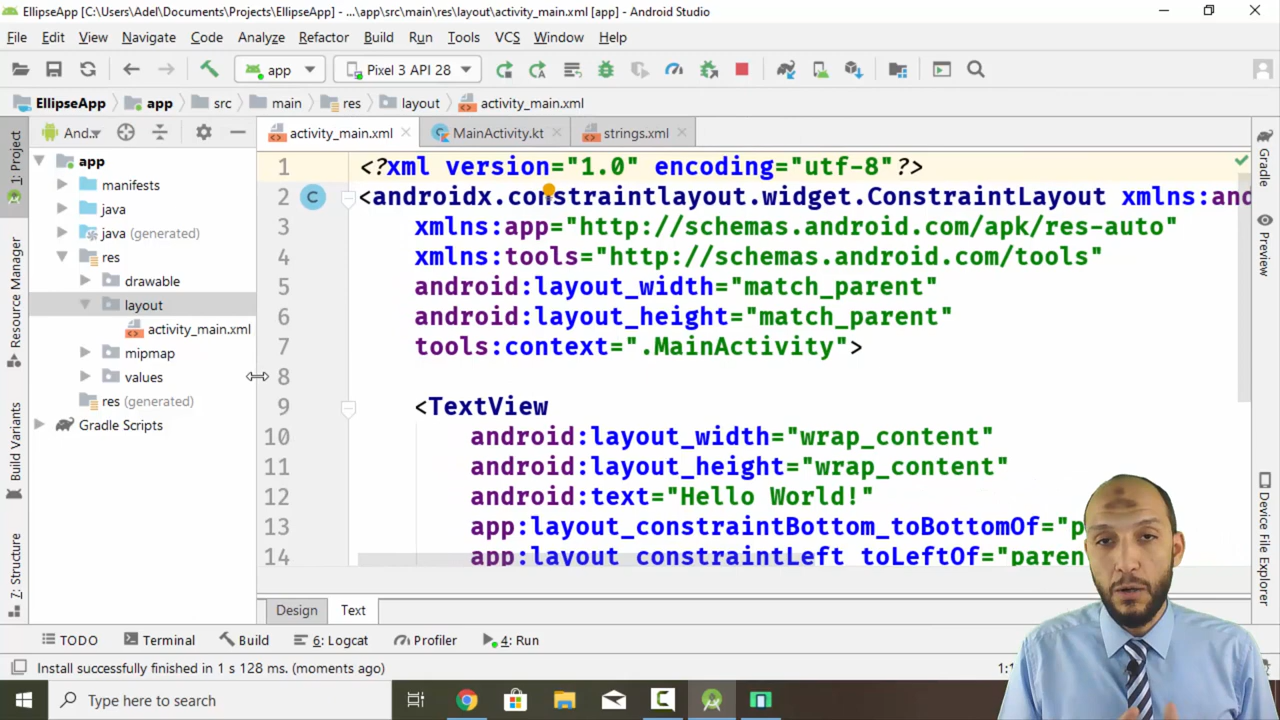 EllipseApp [C:\Users\Adel\Documents\Projects\EllipseApp] - ...\app\src\main\res\layout\activity_main.xml [app] - Android Studio
File Edit View Navigate Code Analyze Refactor Build Run Tools VCS Window Help
app Pixel 3 API 28
EllipseApp app src main res layout activity_main.xml
1: Project
Resource Manager
Build Variants
Z: Structure
And...
app
manifests
java
java (generated)
res
drawable
layout
activity_main.xml
mipmap
values
res (generated)
Gradle Scripts
activity_main.xml MainActivity.kt strings.xml
1 <?xml version="1.0" encoding="utf-8"?>
2 <androidx.constraintlayout.widget.ConstraintLayout xmlns:and
3 xmlns:app="http://schemas.android.com/apk/res-auto"
4 xmlns:tools="http://schemas.android.com/tools"
5 android:layout_width="match_parent"
6 android:layout_height="match_parent"
7 tools:context=".MainActivity">
8
9 <TextView
10 android:layout_width="wrap_content"
11 android:layout_height="wrap_content"
12 android:text="Hello World!"
13 app:layout_constraintBottom_toBottomOf="p
14 app:layout_constraintLeft_toLeftOf="paren
Gradle
Preview
Device File Explorer
Design Text
TODO Terminal Build 6: Logcat Profiler 4: Run
Install successfully finished in 1 s 128 ms. (moments ago) 1:1
Type here to search